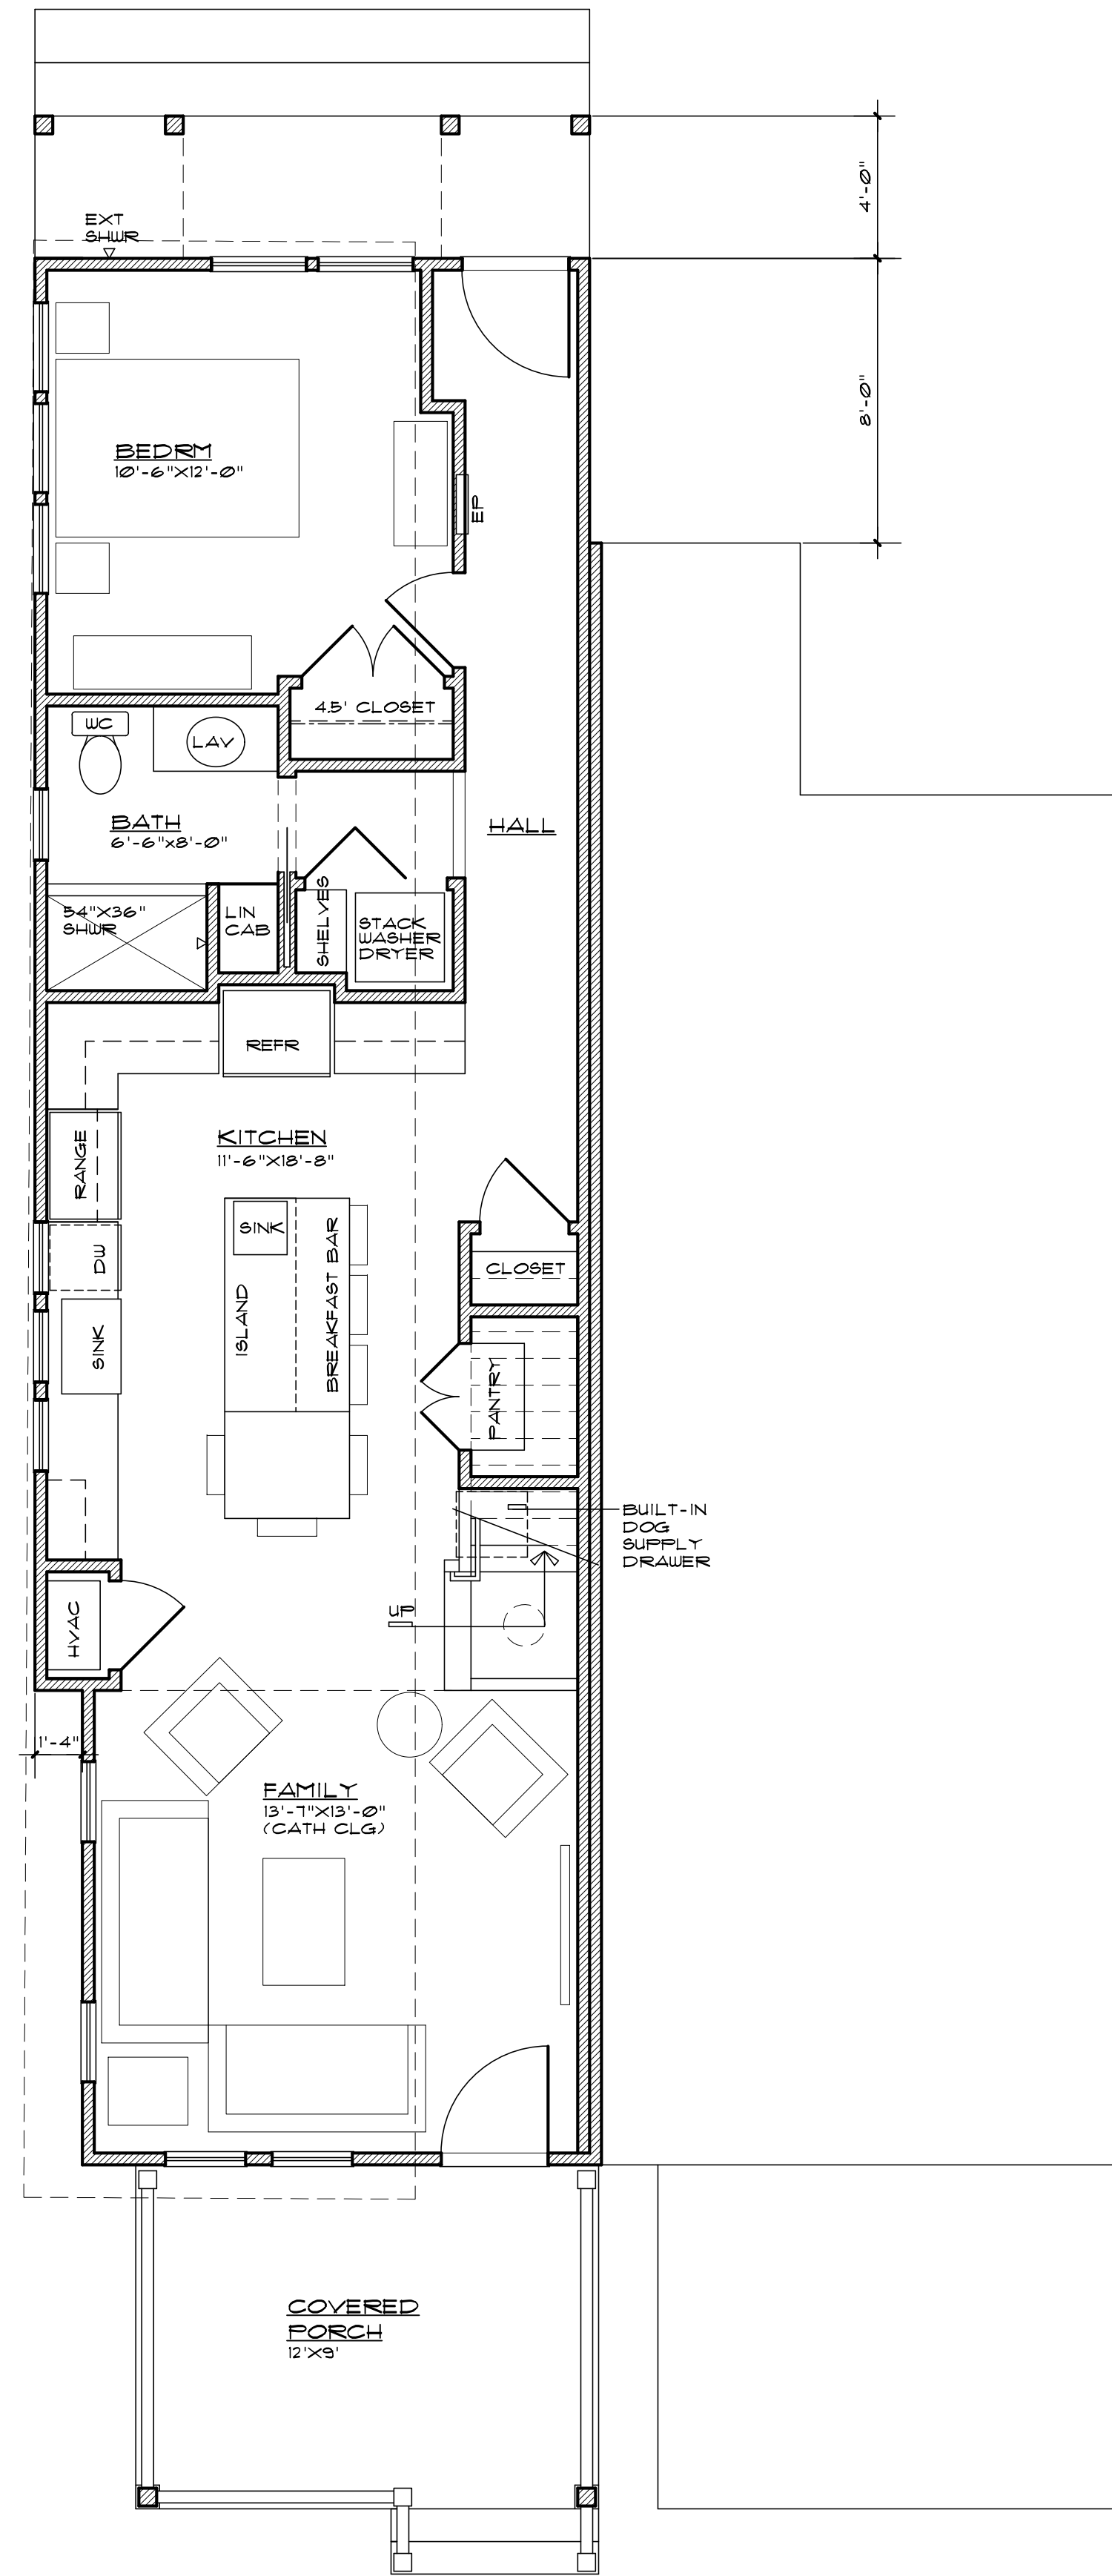 4'-0"
EXT
SHWR
8'-0"
BEDRM
10'-6"X12'-0"
EP
4.5' CLOSET
WC
LAV
BATH
6'-6"x8'-0"
HALL
54"X36"
SHWR
LIN
CAB
SHELVES
STACK
WASHER
DRYER
REFR
RANGE
KITCHEN
11'-6"X18'-8"
SINK
DW
CLOSET
ISLAND
BREAKFAST BAR
SINK
PANTRY
BUILT-IN
DOG
SUPPLY
DRAWER
HVAC
UP
1'-4"
FAMILY
13'-7"X13'-0"
(CATH CLG)
COVERED
PORCH
12'X9'